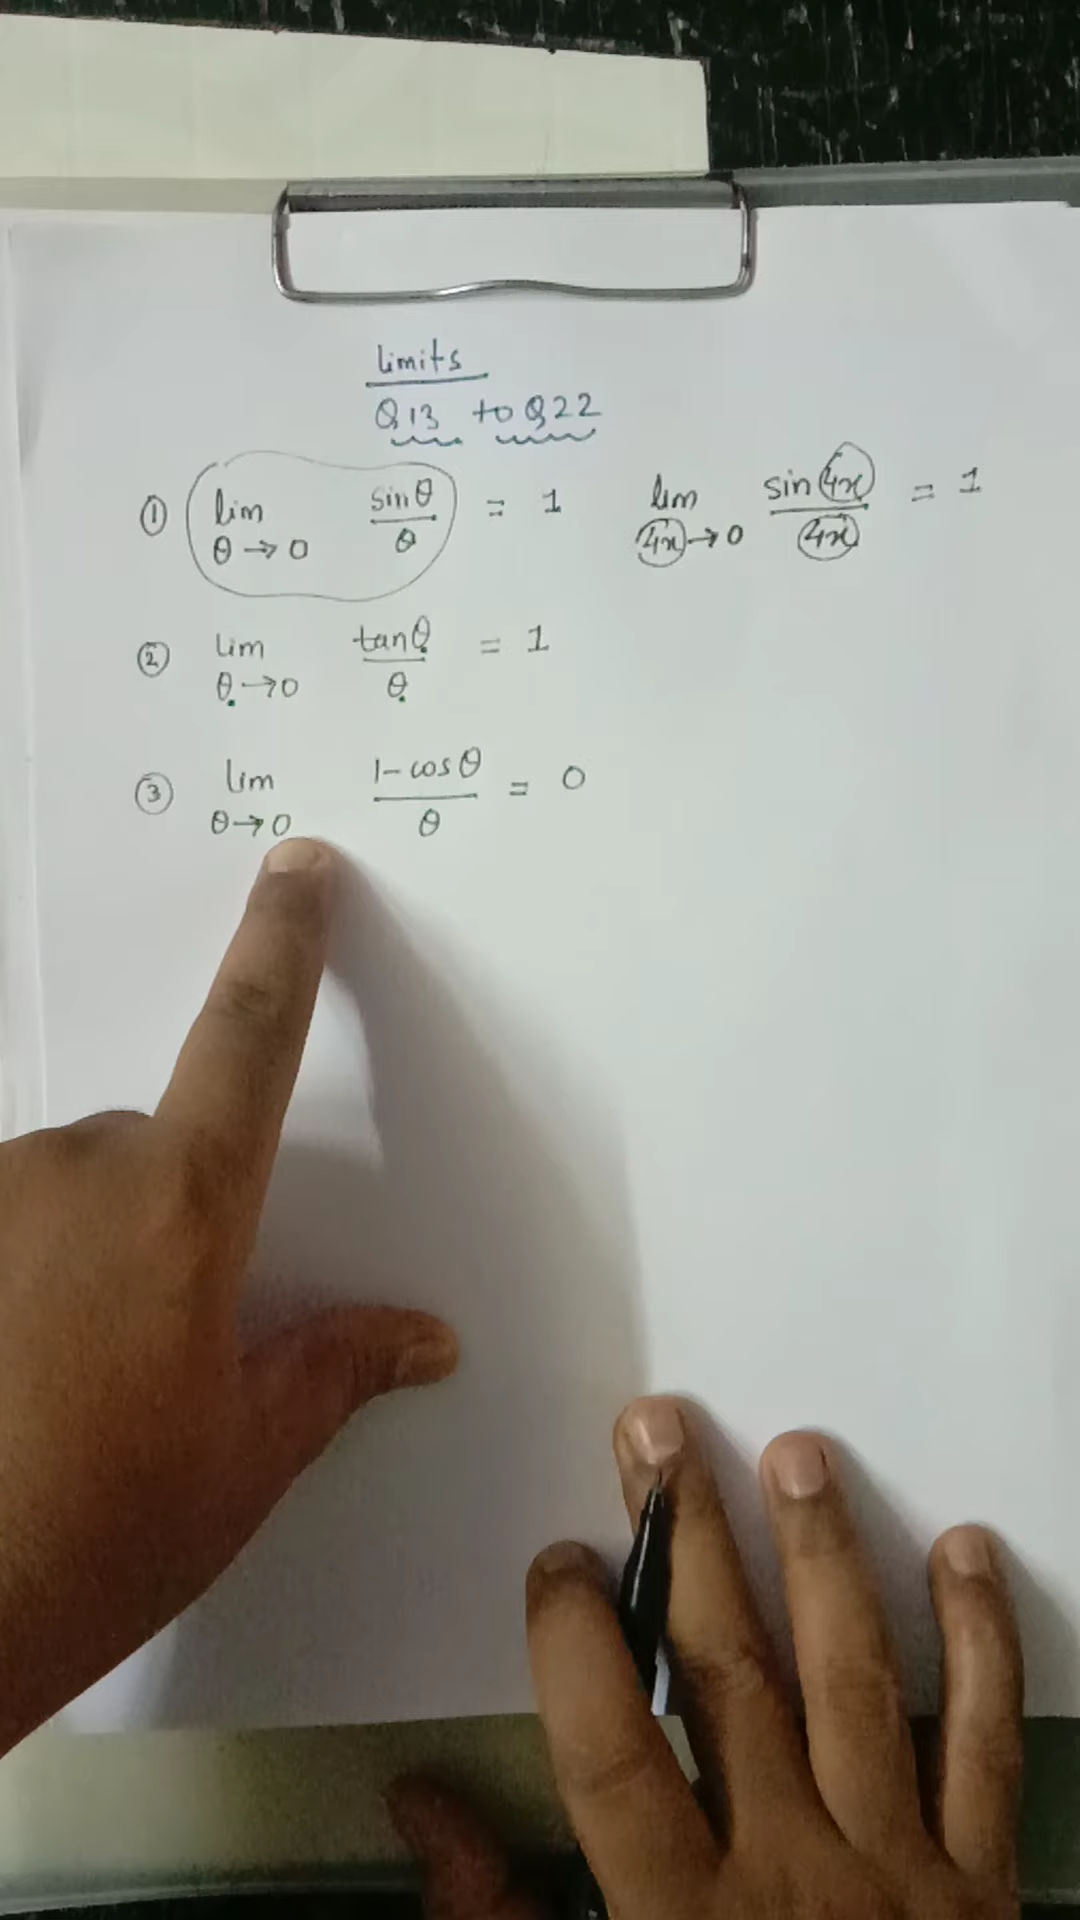 limits
Q13 to Q22
① lim θ→0 sinθ/θ = 1 lim 4x→0 sin 4x/4x = 1
② lim θ→0 tanθ/θ = 1
③ lim θ→0 1-cosθ/θ = 0